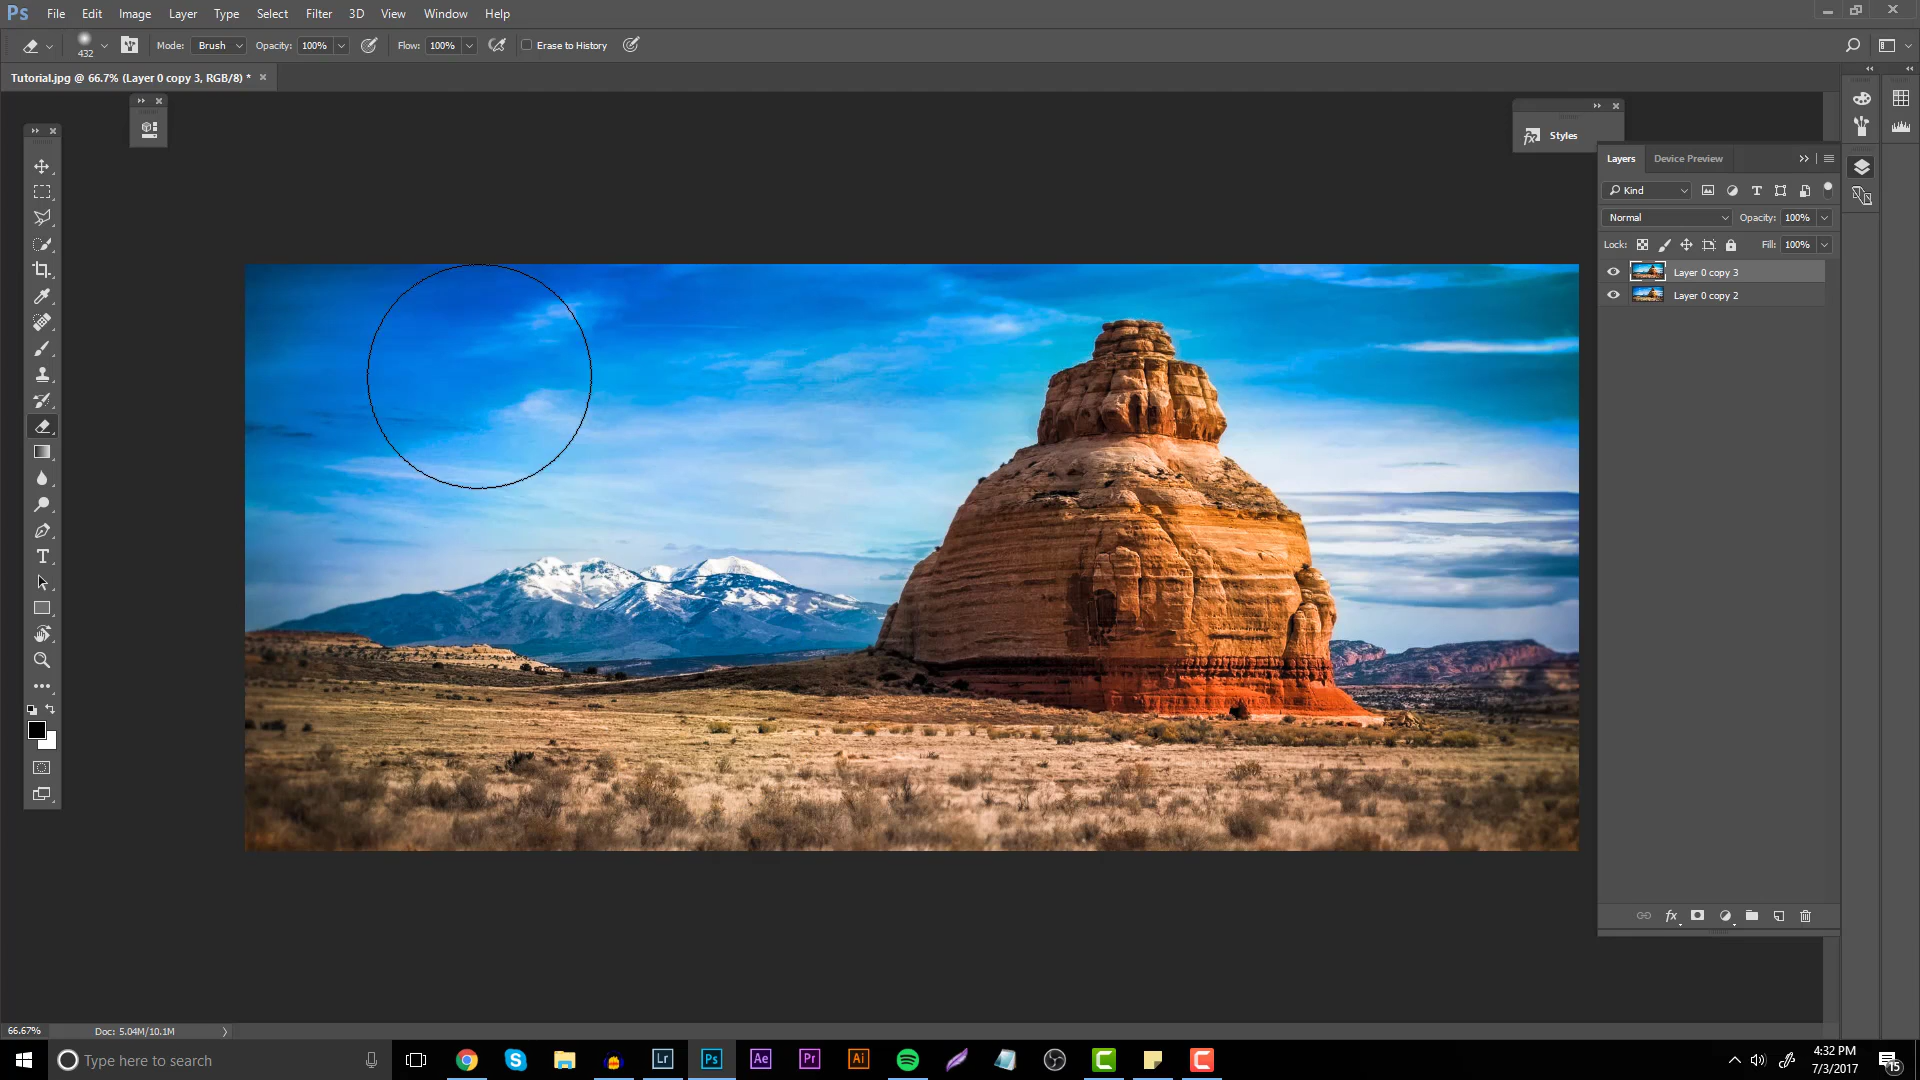 Ps File Edit Image Layer Type Select Filter 3D View Window Help
432 Mode: Brush Opacity: 100% Flow: 100% Erase to History
Tutorial.jpg @ 66.7% (Layer 0 copy 3, RGB/8) *
Styles
Layers Device Preview
Kind
Normal Opacity: 100%
Lock: Fill: 100%
Layer 0 copy 3
Layer 0 copy 2
fx
66.67% Doc: 5.04M/10.1M
Type here to search Lr Ps Ae Pr Ai
4:32 PM
7/3/2017
15